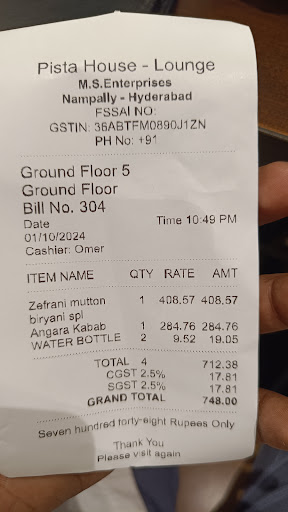 Pista House - Lounge
M.S.Enterprises
Nampally - Hyderabad
FSSAI NO:
GSTIN: 36ABTFM0890J1ZN
PH No: +91
Ground Floor 5
Ground Floor
Bill No. 304
Date Time 10:49 PM
01/10/2024
Cashier: Omer
ITEM NAME QTY RATE AMT
Zefrani mutton 1 408.57 408.57
biryani spl
Angara Kabab 1 284.76 284.76
WATER BOTTLE 2 9.52 19.05
TOTAL 4 712.38
CGST 2.5% 17.81
SGST 2.5% 17.81
GRAND TOTAL 748.00
Seven hundred forty-eight Rupees Only
Thank You
Please visit again